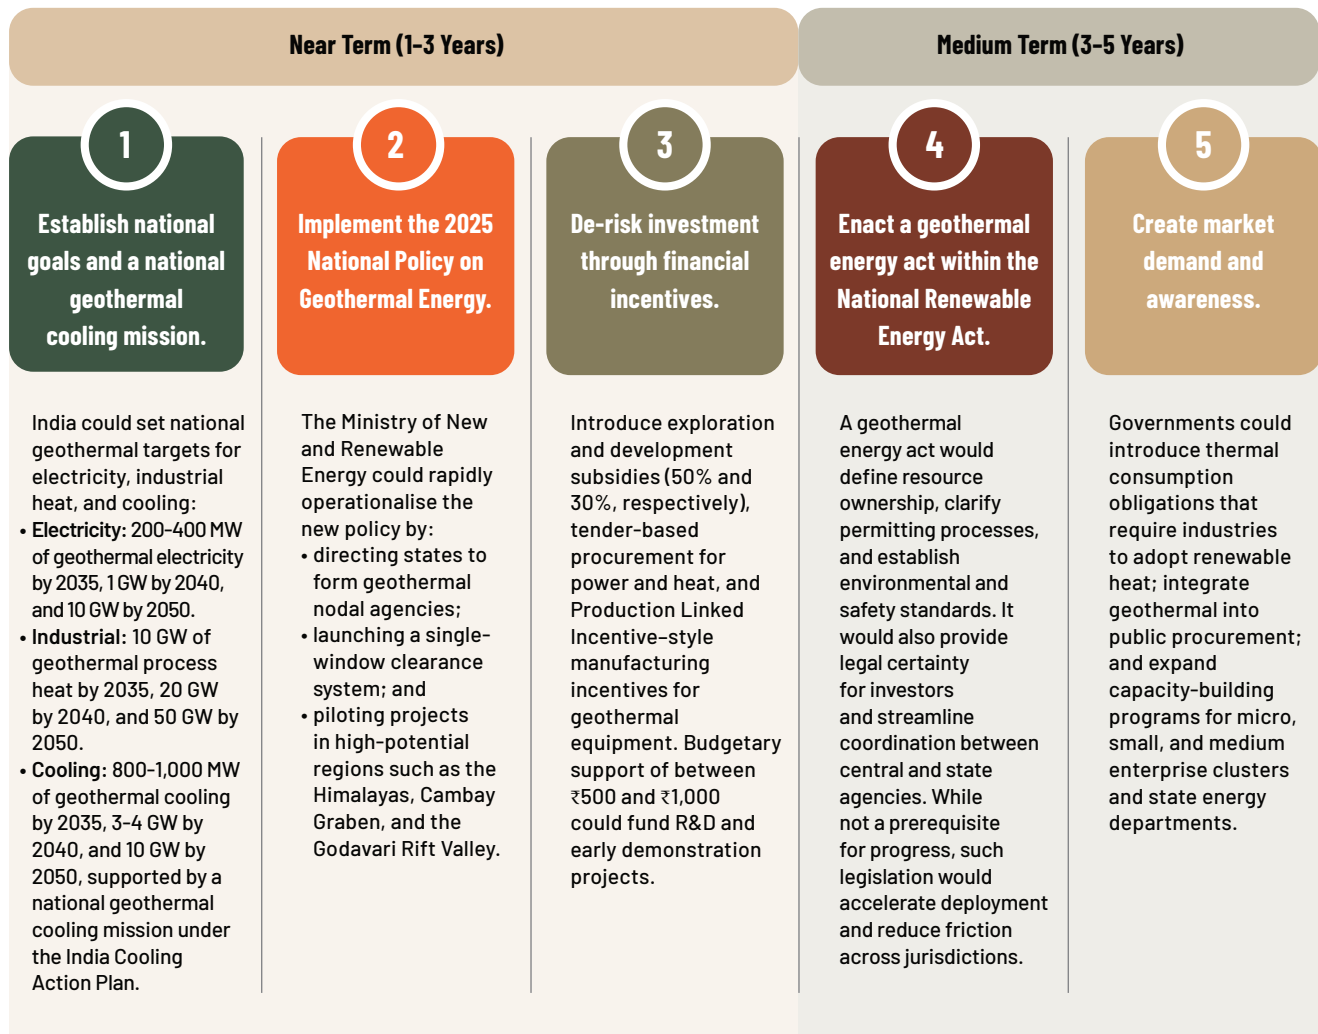 Near Term (1–3 Years)
Medium Term (3–5 Years)
1
Establish national
goals and a national
geothermal
cooling mission.
India could set national
geothermal targets for
electricity, industrial
heat, and cooling:
• Electricity: 200–400 MW
of geothermal electricity
by 2035, 1 GW by 2040,
and 10 GW by 2050.
• Industrial: 10 GW of
geothermal process
heat by 2035, 20 GW
by 2040, and 50 GW by
2050.
• Cooling: 800–1,000 MW
of geothermal cooling
by 2035, 3–4 GW by
2040, and 10 GW by
2050, supported by a
national geothermal
cooling mission under
the India Cooling
Action Plan.
2
Implement the 2025
National Policy on
Geothermal Energy.
The Ministry of New
and Renewable
Energy could rapidly
operationalise the
new policy by:
• directing states to
form geothermal
nodal agencies;
• launching a single-
window clearance
system; and
• piloting projects
in high-potential
regions such as the
Himalayas, Cambay
Graben, and the
Godavari Rift Valley.
3
De-risk investment
through financial
incentives.
Introduce exploration
and development
subsidies (50% and
30%, respectively),
tender-based
procurement for
power and heat, and
Production Linked
Incentive–style
manufacturing
incentives for
geothermal
equipment. Budgetary
support of between
₹500 and ₹1,000
could fund R&D and
early demonstration
projects.
4
Enact a geothermal
energy act within the
National Renewable
Energy Act.
A geothermal
energy act would
define resource
ownership, clarify
permitting processes,
and establish
environmental and
safety standards. It
would also provide
legal certainty
for investors
and streamline
coordination between
central and state
agencies. While
not a prerequisite
for progress, such
legislation would
accelerate deployment
and reduce friction
across jurisdictions.
5
Create market
demand and
awareness.
Governments could
introduce thermal
consumption
obligations that
require industries
to adopt renewable
heat; integrate
geothermal into
public procurement;
and expand
capacity-building
programs for micro,
small, and medium
enterprise clusters
and state energy
departments.